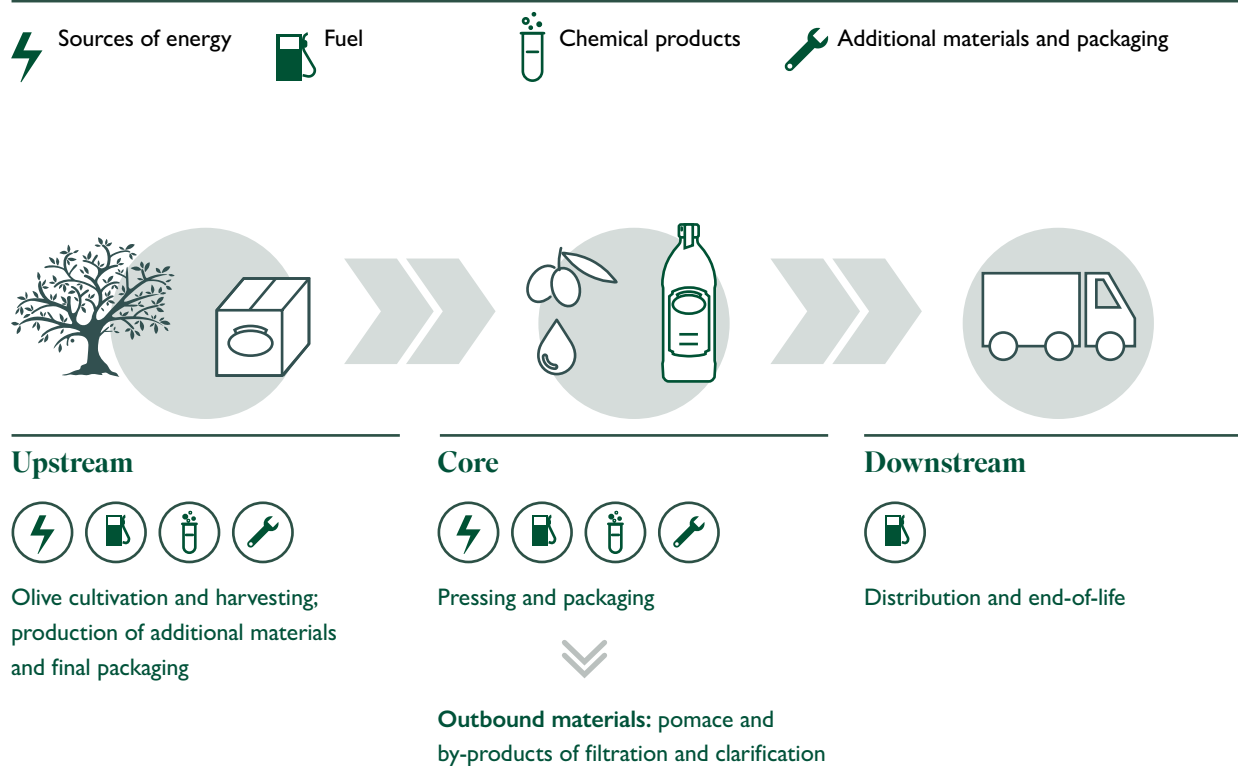 Sources of energy
Fuel
Chemical products
Additional materials and packaging
Upstream
Olive cultivation and harvesting;
production of additional materials
and final packaging
Core
Pressing and packaging
Outbound materials: pomace and
by-products of filtration and clarification
Downstream
Distribution and end-of-life